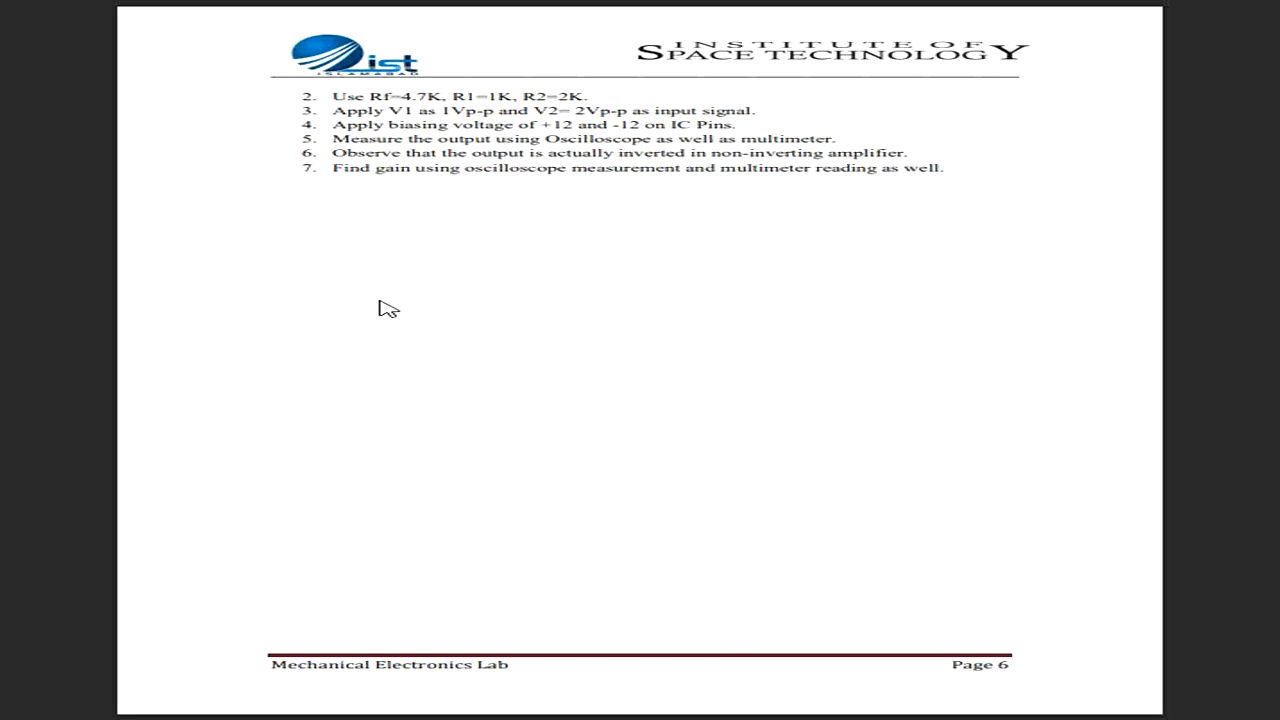 ist
ISLAMABAD
INSTITUTE OF
SPACE TECHNOLOGY
2. Use Rf=4.7K, R1=1K, R2=2K.
3. Apply V1 as 1Vp-p and V2= 2Vp-p as input signal.
4. Apply biasing voltage of +12 and -12 on IC Pins.
5. Measure the output using Oscilloscope as well as multimeter.
6. Observe that the output is actually inverted in non-inverting amplifier.
7. Find gain using oscilloscope measurement and multimeter reading as well.
Mechanical Electronics Lab Page 6